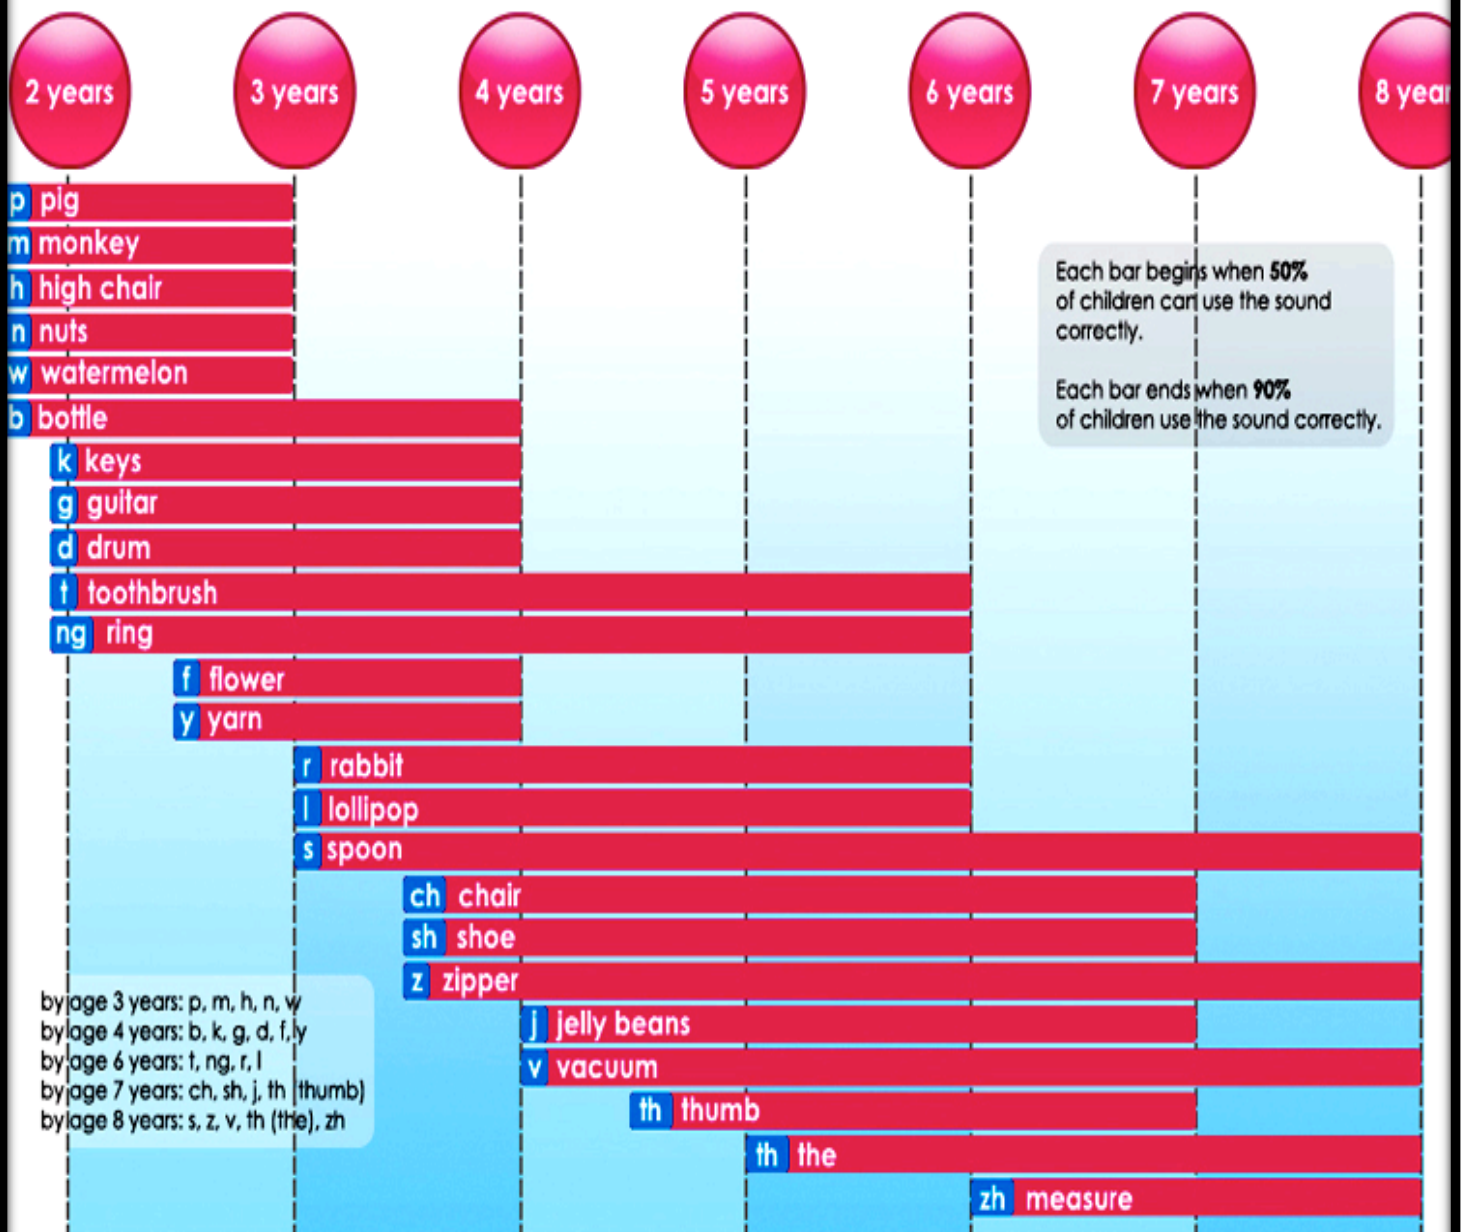 2 years 3 years 4 years 5 years 6 years 7 years 8 year
p pig
m monkey
h high chair
n nuts
w watermelon
b bottle
k keys
g guitar
d drum
t toothbrush
ng ring
f flower
y yarn
r rabbit
l lollipop
s spoon
ch chair
sh shoe
z zipper
j jelly beans
v vacuum
th thumb
th the
zh measure
Each bar begins when 50%
of children can use the sound
correctly.
Each bar ends when 90%
of children use the sound correctly.
by age 3 years: p, m, h, n, w
by age 4 years: b, k, g, d, f, y
by age 6 years: t, ng, r, l
by age 7 years: ch, sh, j, th (thumb)
by age 8 years: s, z, v, th (the), zh